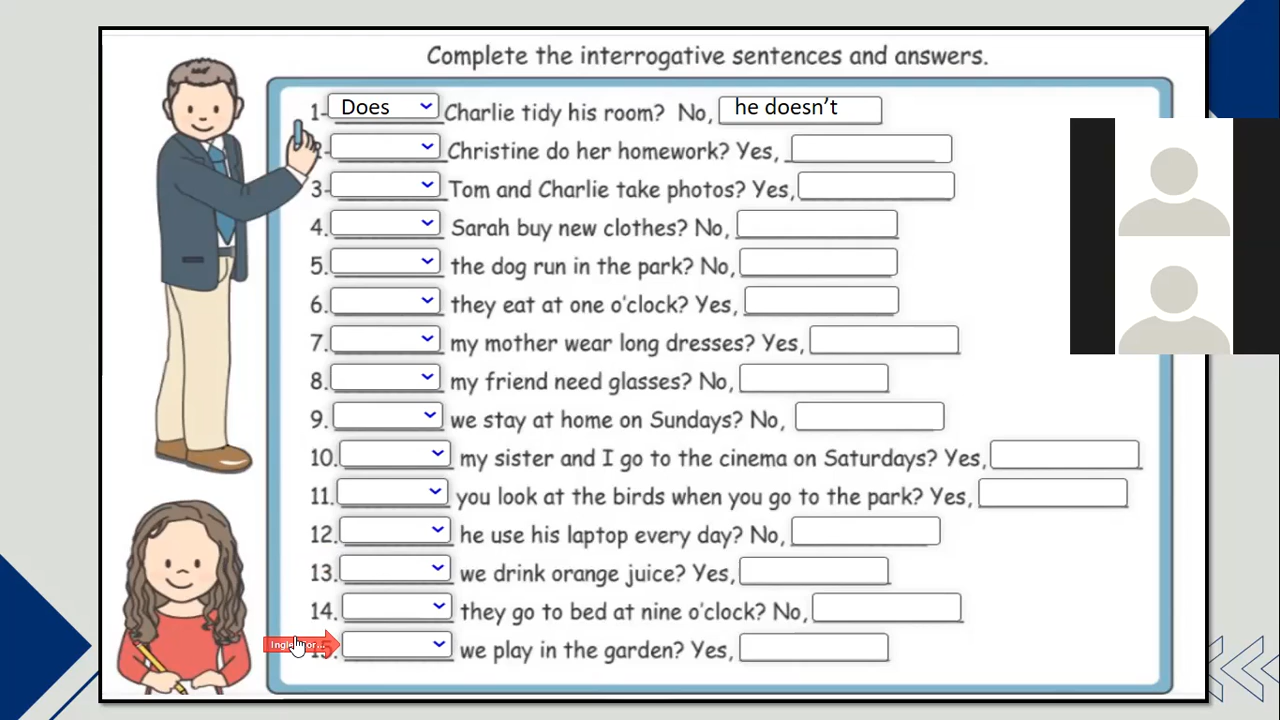 Complete the interrogative sentences and answers.
1- Does Charlie tidy his room? No, he doesn't
- Christine do her homework? Yes,
3- Tom and Charlie take photos? Yes,
4. Sarah buy new clothes? No,
5. the dog run in the park? No,
6. they eat at one o'clock? Yes,
7. my mother wear long dresses? Yes,
8. my friend need glasses? No,
9. we stay at home on Sundays? No,
10. my sister and I go to the cinema on Saturdays? Yes,
11. you look at the birds when you go to the park? Yes,
12. he use his laptop every day? No,
13. we drink orange juice? Yes,
14. they go to bed at nine o'clock? No,
15. we play in the garden? Yes,